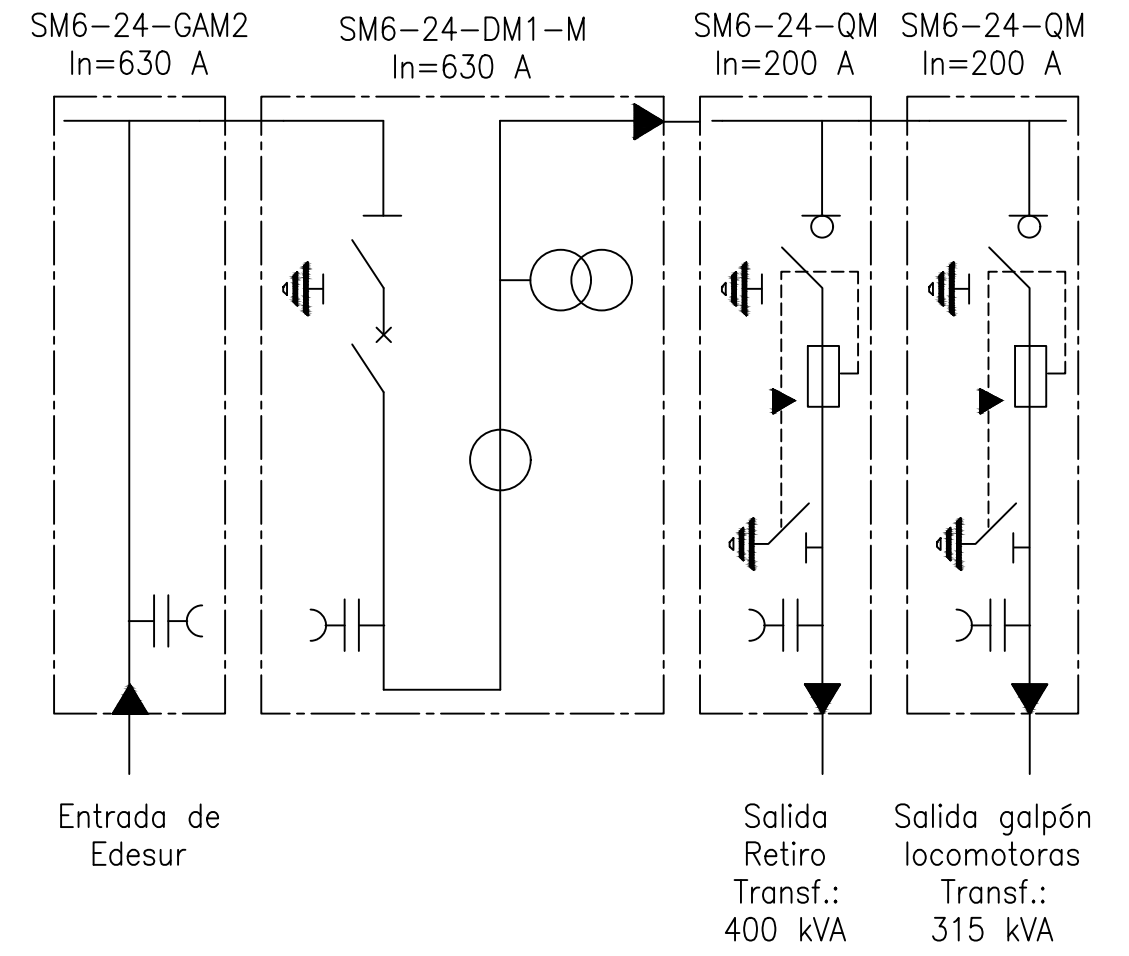 SM6-24-GAM2
In=630 A
SM6-24-DM1-M
In=630 A
SM6-24-QM
In=200 A
SM6-24-QM
In=200 A
Entrada de
Edesur
Salida
Retiro
Transf.:
400 kVA
Salida galpón
locomotoras
Transf.:
315 kVA